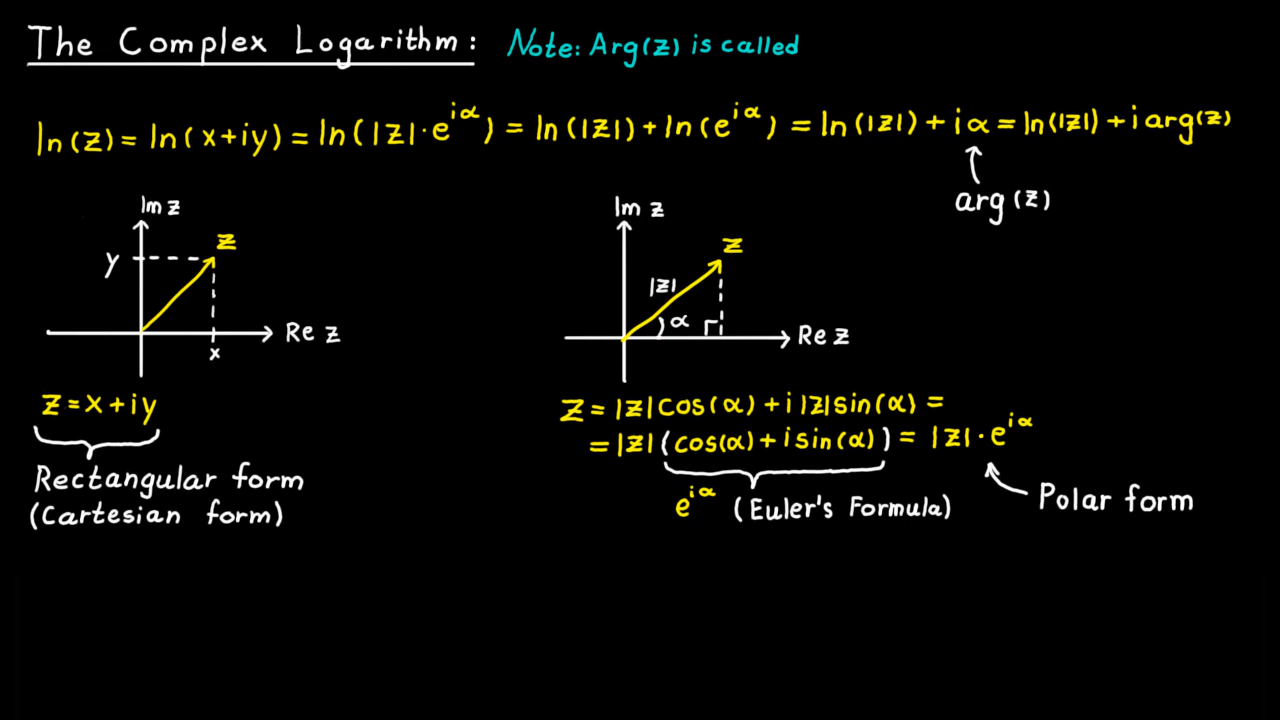 The Complex Logarithm: Note: Arg(z) is called
ln(z) = ln(x+iy) = ln(|z|·e^{iα}) = ln(|z|) + ln(e^{iα}) = ln(|z|) + iα = ln(|z|) + i arg(z)
arg(z)
Im z
z
y
Re z
x
Im z
z
|z|
α
Re z
z = x + iy
Rectangular form
(Cartesian form)
z = |z|cos(α) + i|z|sin(α) =
= |z|(cos(α) + i sin(α)) = |z|·e^{iα}
e^{iα} (Euler's Formula)
Polar form